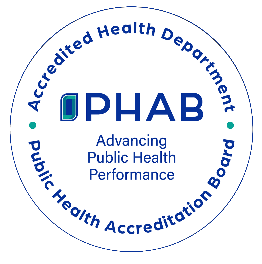 Accredited Health Department
PHAB
Advancing
Public Health
Performance
Public Health Accreditation Board